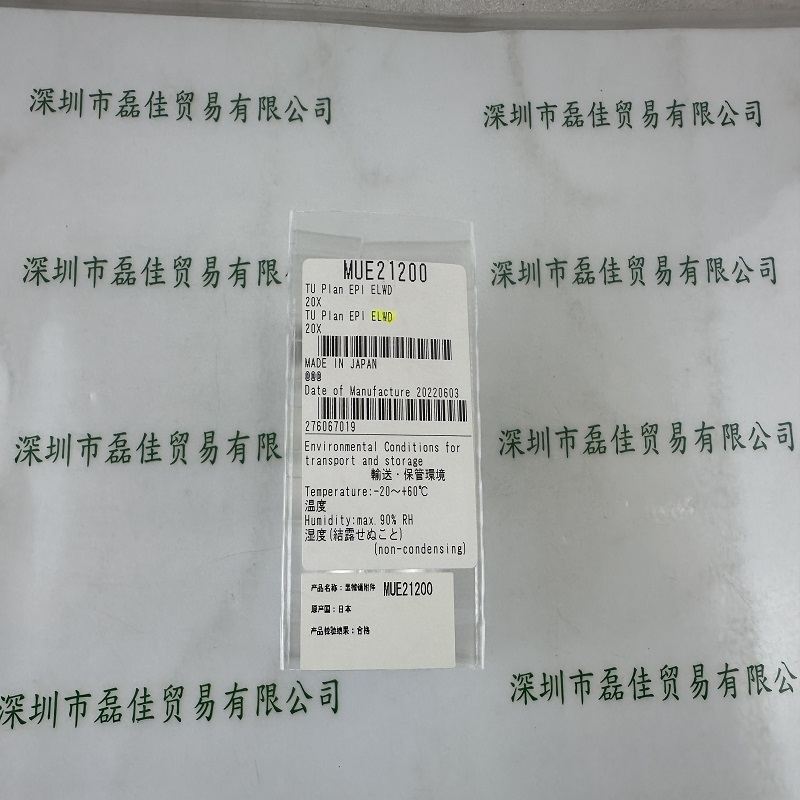 深圳市磊佳贸易有限公司
深圳市磊佳贸易有限公司
深圳市磊佳贸易有限公司
深圳市磊佳贸易有限公司
MUE21200
TU Plan EPI ELWD
20X
TU Plan EPI ELWD
20X
MADE IN JAPAN
@@@
Date of Manufacture 20220603
276067019
深圳市磊佳贸易有限
深圳市磊佳贸易有限公司
Environmental Conditions for
transport and storage
輸送・保管環境
Temperature:-20～+60℃
温度
Humidity:max.90% RH
湿度(結露せぬこと)
(non-condensing)
产品名称：显微镜附件 MUE21200
原产国：日本
产品检验结果：合格
深圳市磊佳贸易有限公司
深圳市磊佳贸易有限公